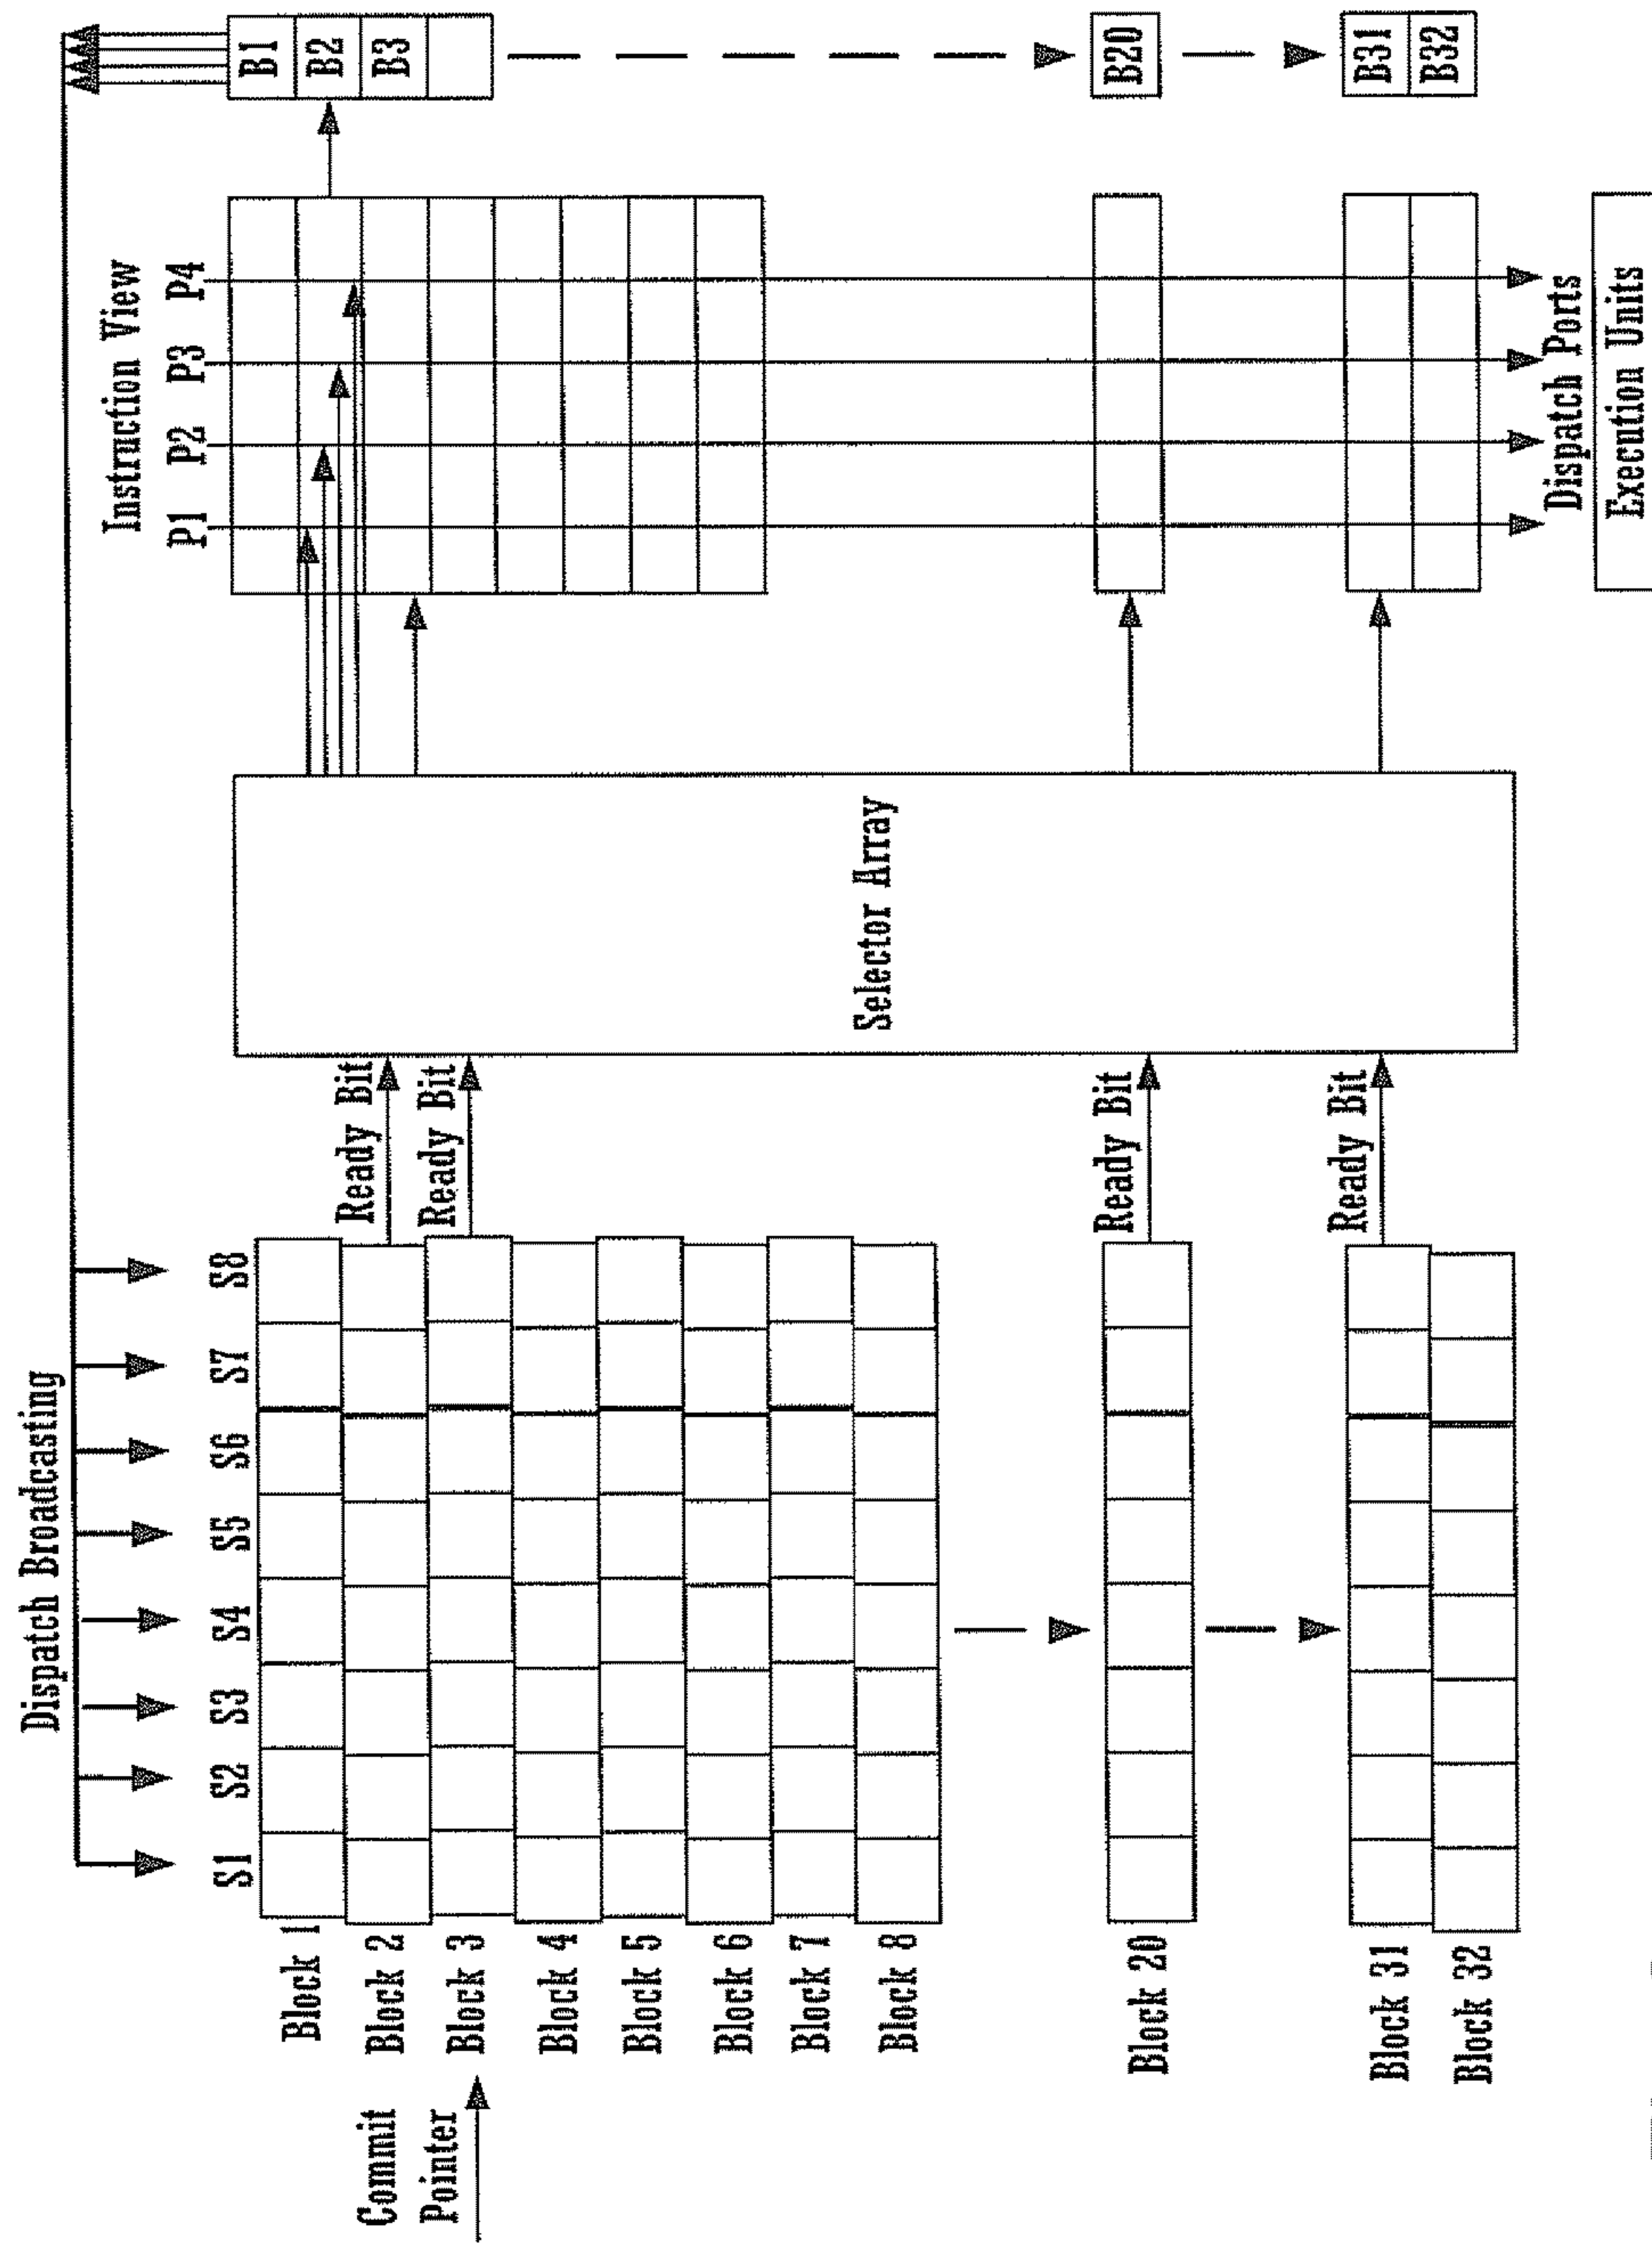 Dispatch Broadcasting
S1 S2 S3 S4 S5 S6 S7 S8
Instruction View
P1 P2 P3 P4
Block 1
Block 2
Block 3
Block 4
Block 5
Block 6
Block 7
Block 8
Block 20
Block 31
Block 32
Commit
Pointer
Ready Bit
Ready Bit
Ready Bit
Ready Bit
Selector Array
B1
B2
B3
B20
B31
B32
Dispatch Ports
Execution Units